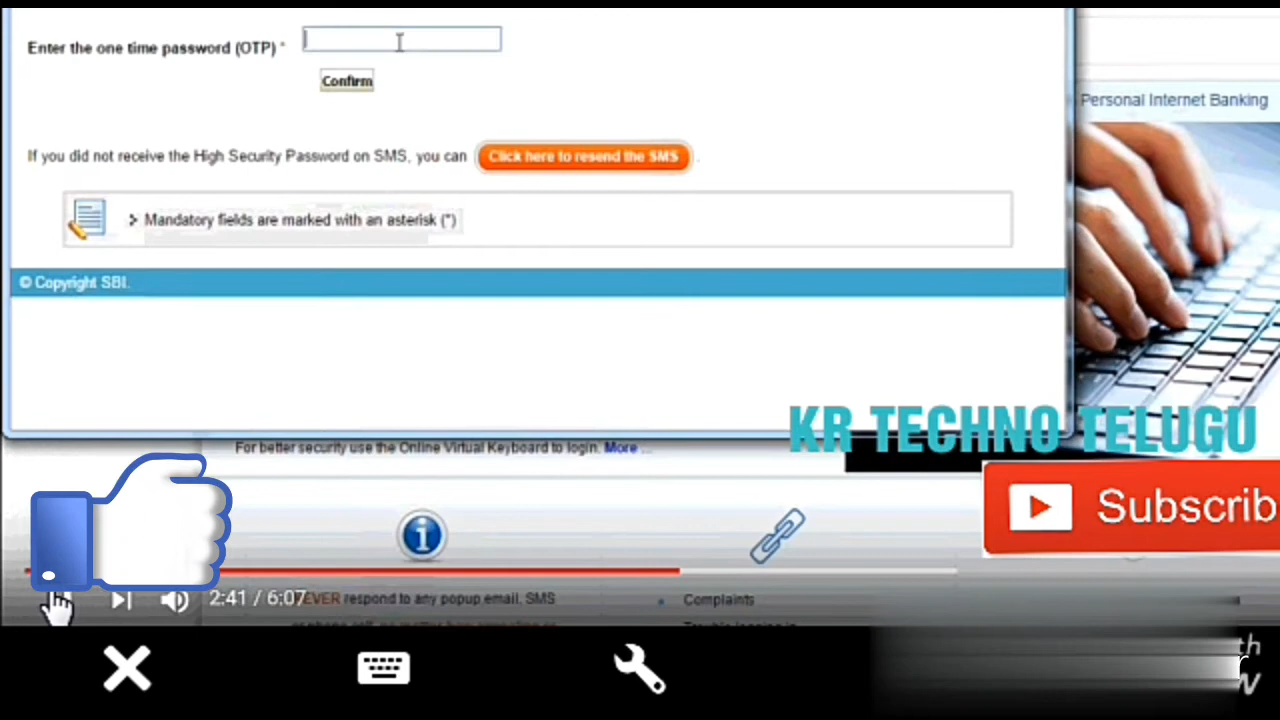 Enter the one time password (OTP) *
Confirm
If you did not receive the High Security Password on SMS, you can Click here to resend the SMS .
> Mandatory fields are marked with an asterisk (*)
© Copyright SBI.
Personal Internet Banking
KR TECHNO TELUGU
For better security use the Online Virtual Keyboard to login. More ...
Subscrib
2:41 / 6:07
EVER respond to any popup,email, SMS
Complaints